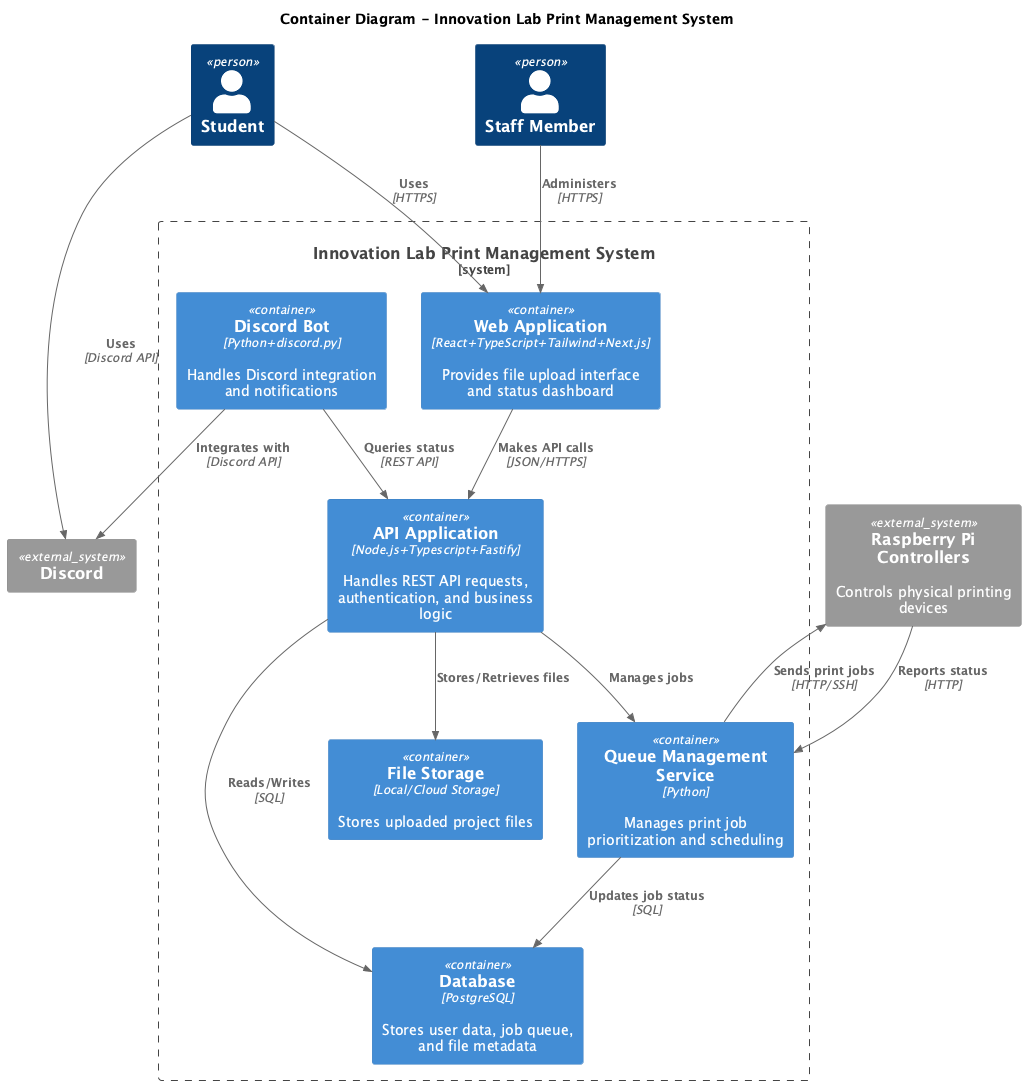 Container Diagram - Innovation Lab Print Management System
«person»
Student
«person»
Staff Member
Uses
[HTTPS]
Administers
[HTTPS]
Innovation Lab Print Management System
[system]
«container»
Discord Bot
[Python+discord.py]
Handles Discord integration
and notifications
«container»
Web Application
[React+TypeScript+Tailwind+Next.js]
Provides file upload interface
and status dashboard
Uses
[Discord API]
Integrates with
[Discord API]
Queries status
[REST API]
Makes API calls
[JSON/HTTPS]
«external_system»
Discord
«container»
API Application
[Node.js+Typescript+Fastify]
Handles REST API requests,
authentication, and business
logic
«external_system»
Raspberry Pi
Controllers
Controls physical printing
devices
Stores/Retrieves files
Manages jobs
Sends print jobs
[HTTP/SSH]
Reports status
[HTTP]
«container»
File Storage
[Local/Cloud Storage]
Stores uploaded project files
«container»
Queue Management
Service
[Python]
Manages print job
prioritization and scheduling
Reads/Writes
[SQL]
Updates job status
[SQL]
«container»
Database
[PostgreSQL]
Stores user data, job queue,
and file metadata